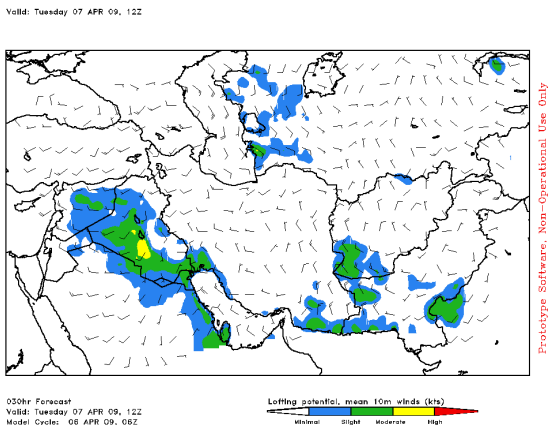 Valid: Tuesday 07 APR 09, 12Z
Prototype Software, Non-Operational Use Only
030hr Forecast
Valid: Tuesday 07 APR 09, 12Z
Model Cycle: 06 APR 09, 06Z
Lofting potential, mean 10m winds (kts)
Minimal Slight Moderate High